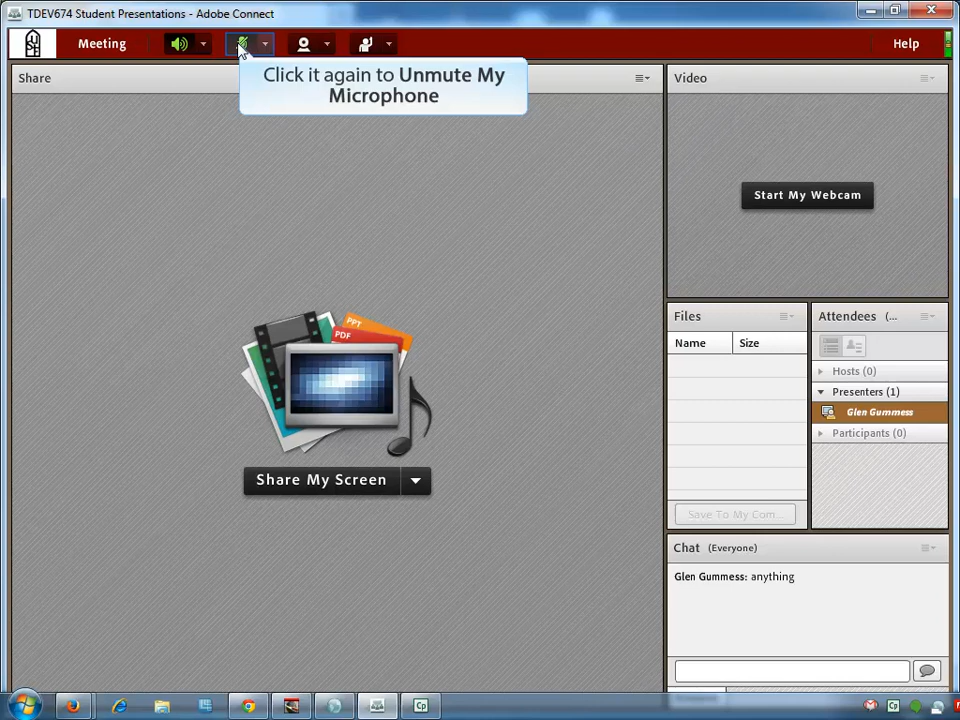 TDEV674 Student Presentations - Adobe Connect
Meeting
Help
Click it again to Unmute My
Microphone
Share
Video
Start My Webcam
PPT
PDF
Share My Screen
Files
Name
Size
Save To My Com...
Attendees (...
Hosts (0)
Presenters (1)
Glen Gummess
Participants (0)
Chat (Everyone)
Glen Gummess: anything
Cp
Cp